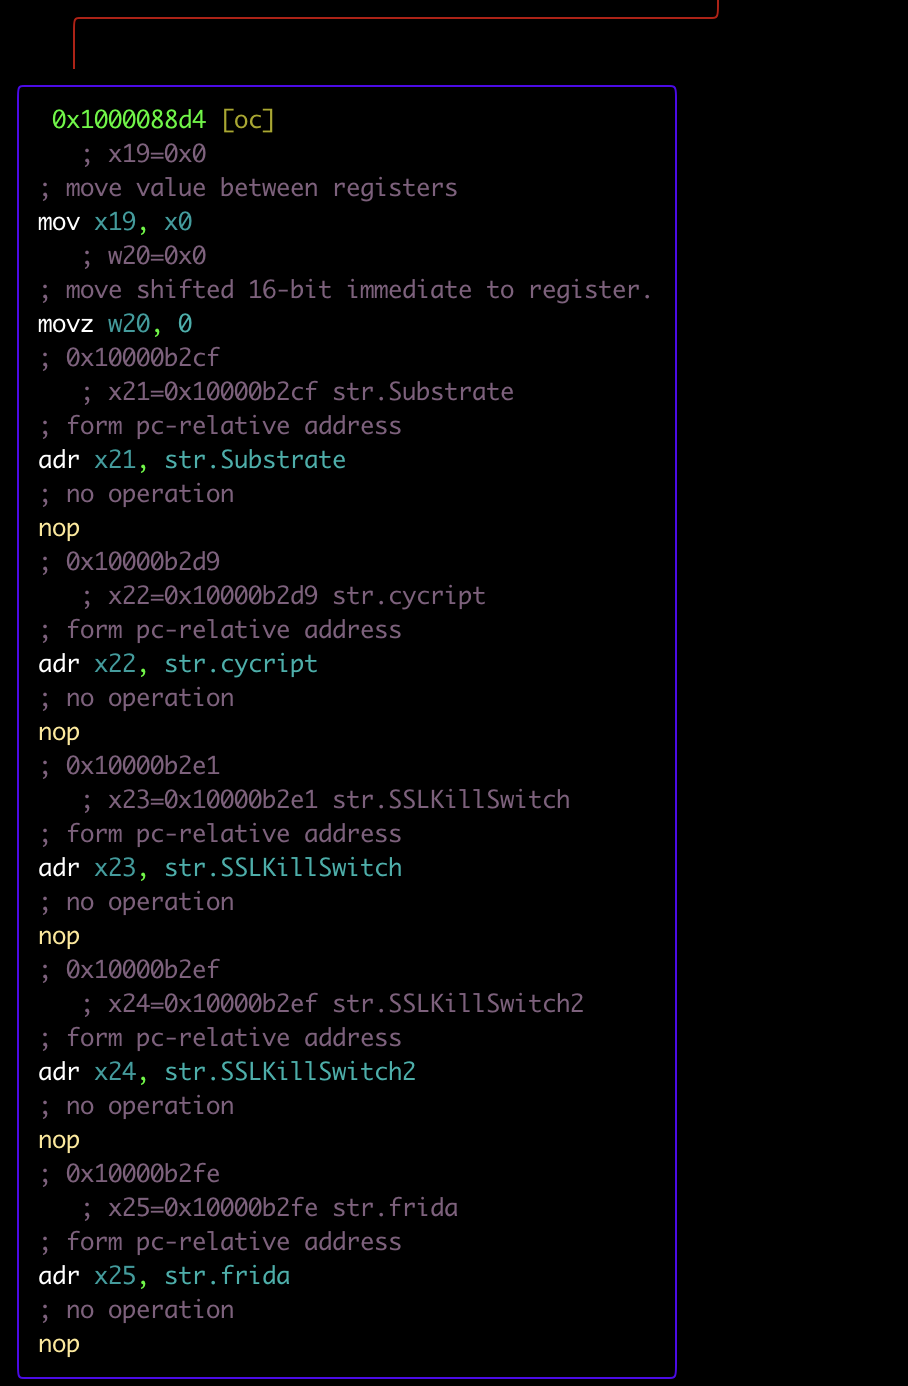 0x1000088d4 [oc]
; x19=0x0
; move value between registers
mov x19, x0
; w20=0x0
; move shifted 16-bit immediate to register.
movz w20, 0
; 0x10000b2cf
; x21=0x10000b2cf str.Substrate
; form pc-relative address
adr x21, str.Substrate
; no operation
nop
; 0x10000b2d9
; x22=0x10000b2d9 str.cycript
; form pc-relative address
adr x22, str.cycript
; no operation
nop
; 0x10000b2e1
; x23=0x10000b2e1 str.SSLKillSwitch
; form pc-relative address
adr x23, str.SSLKillSwitch
; no operation
nop
; 0x10000b2ef
; x24=0x10000b2ef str.SSLKillSwitch2
; form pc-relative address
adr x24, str.SSLKillSwitch2
; no operation
nop
; 0x10000b2fe
; x25=0x10000b2fe str.frida
; form pc-relative address
adr x25, str.frida
; no operation
nop